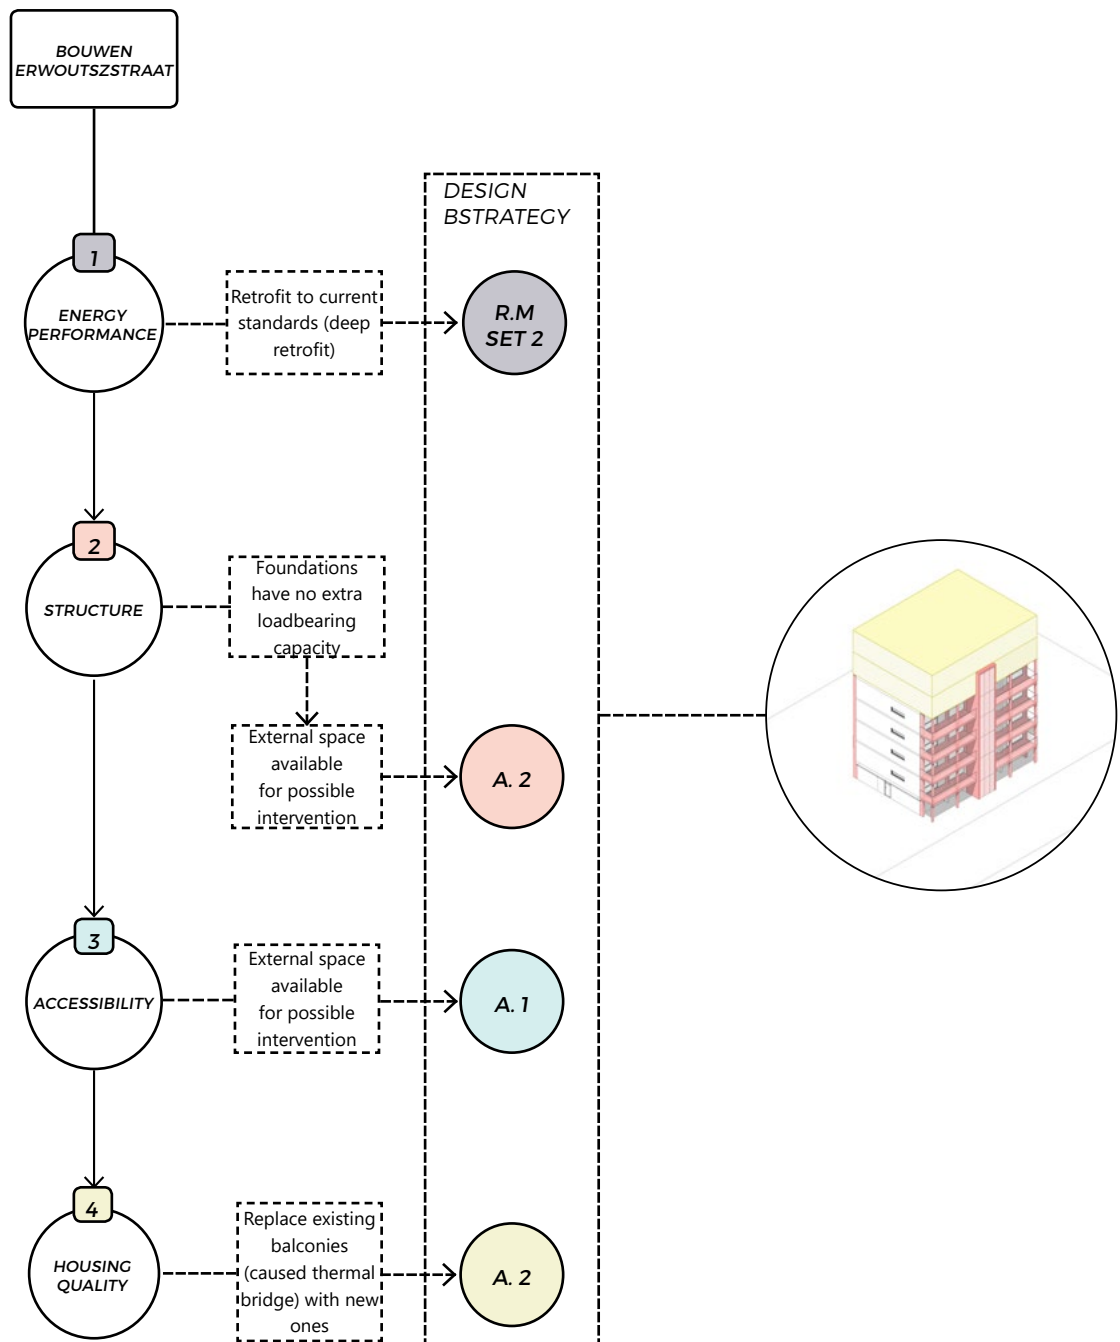 BOUWEN
ERWOUTSZSTRAAT
DESIGN
BSTRATEGY
1
ENERGY
PERFORMANCE
Retrofit to current
standards (deep
retrofit)
R.M
SET 2
2
STRUCTURE
Foundations
have no extra
loadbearing
capacity
External space
available
for possible
intervention
A. 2
3
ACCESSIBILITY
External space
available
for possible
intervention
A. 1
4
HOUSING
QUALITY
Replace existing
balconies
(caused thermal
bridge) with new
ones
A. 2